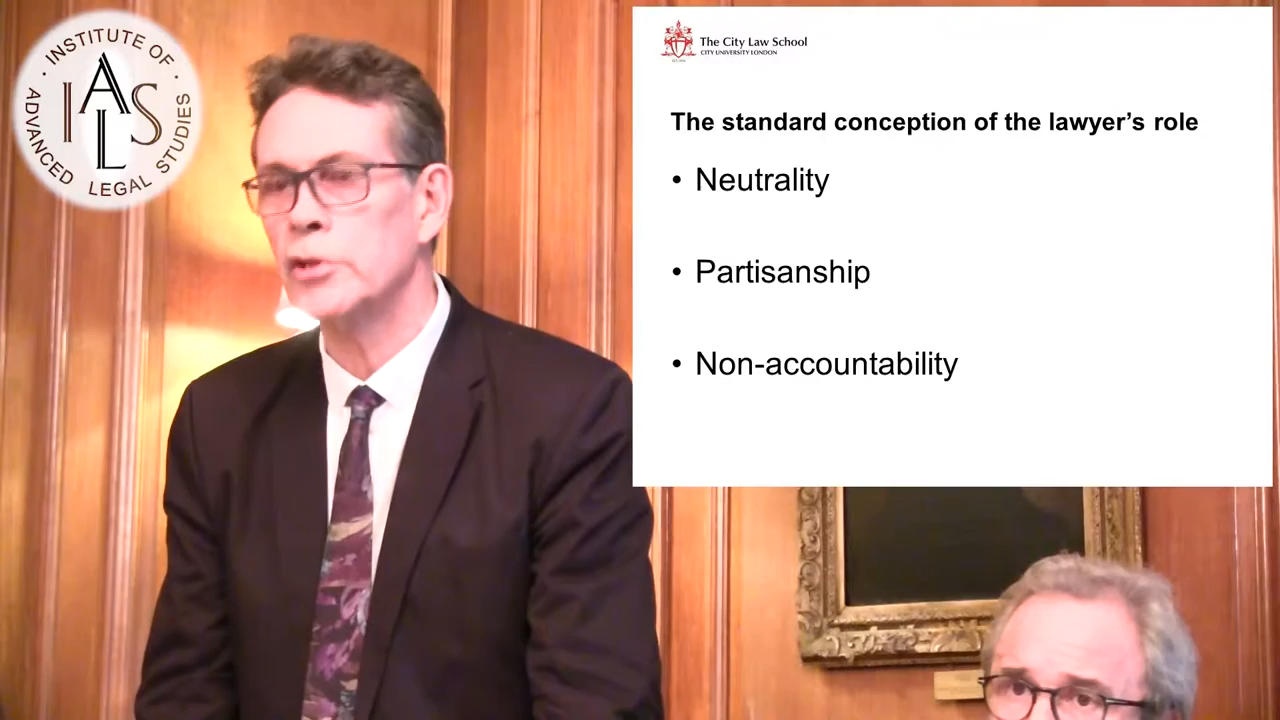 INSTITUTE OF
ADVANCED LEGAL STUDIES
IALS
The City Law School
CITY UNIVERSITY LONDON
The standard conception of the lawyer’s role
• Neutrality
• Partisanship
• Non-accountability